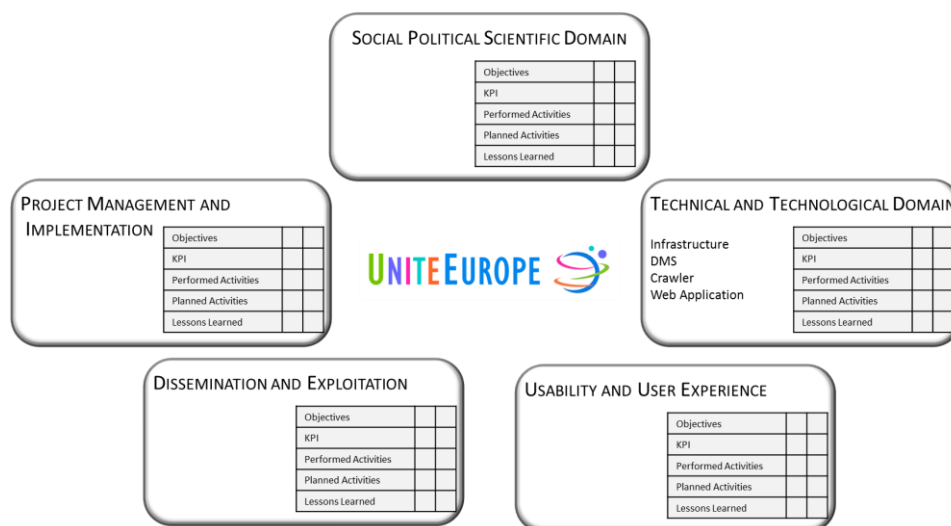 SOCIAL POLITICAL SCIENTIFIC DOMAIN
Objectives
KPI
Performed Activities
Planned Activities
Lessons Learned
PROJECT MANAGEMENT AND
IMPLEMENTATION
Objectives
KPI
Performed Activities
Planned Activities
Lessons Learned
UNITEEUROPE
TECHNICAL AND TECHNOLOGICAL DOMAIN
Infrastructure
DMS
Crawler
Web Application
Objectives
KPI
Performed Activities
Planned Activities
Lessons Learned
DISSEMINATION AND EXPLOITATION
Objectives
KPI
Performed Activities
Planned Activities
Lessons Learned
USABILITY AND USER EXPERIENCE
Objectives
KPI
Performed Activities
Planned Activities
Lessons Learned